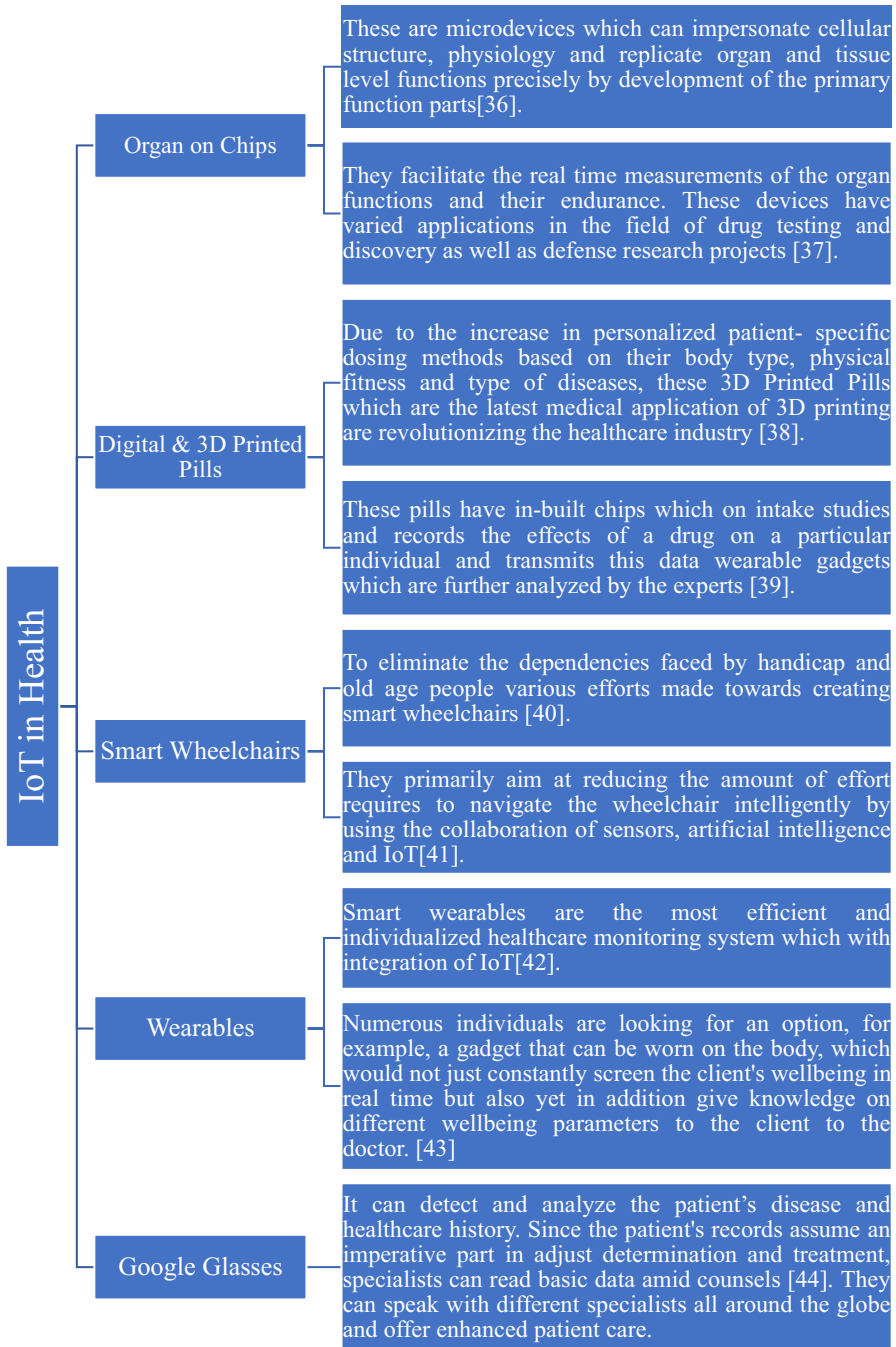 IoT in Health
Organ on Chips
These are microdevices which can impersonate cellular
structure, physiology and replicate organ and tissue
level functions precisely by development of the primary
function parts[36].
They facilitate the real time measurements of the organ
functions and their endurance. These devices have
varied applications in the field of drug testing and
discovery as well as defense research projects [37].
Digital & 3D Printed
Pills
Due to the increase in personalized patient- specific
dosing methods based on their body type, physical
fitness and type of diseases, these 3D Printed Pills
which are the latest medical application of 3D printing
are revolutionizing the healthcare industry [38].
These pills have in-built chips which on intake studies
and records the effects of a drug on a particular
individual and transmits this data wearable gadgets
which are further analyzed by the experts [39].
Smart Wheelchairs
To eliminate the dependencies faced by handicap and
old age people various efforts made towards creating
smart wheelchairs [40].
They primarily aim at reducing the amount of effort
requires to navigate the wheelchair intelligently by
using the collaboration of sensors, artificial intelligence
and IoT[41].
Wearables
Smart wearables are the most efficient and
individualized healthcare monitoring system which with
integration of IoT[42].
Numerous individuals are looking for an option, for
example, a gadget that can be worn on the body, which
would not just constantly screen the client's wellbeing in
real time but also yet in addition give knowledge on
different wellbeing parameters to the client to the
doctor. [43]
Google Glasses
It can detect and analyze the patient’s disease and
healthcare history. Since the patient's records assume an
imperative part in adjust determination and treatment,
specialists can read basic data amid counsels [44]. They
can speak with different specialists all around the globe
and offer enhanced patient care.